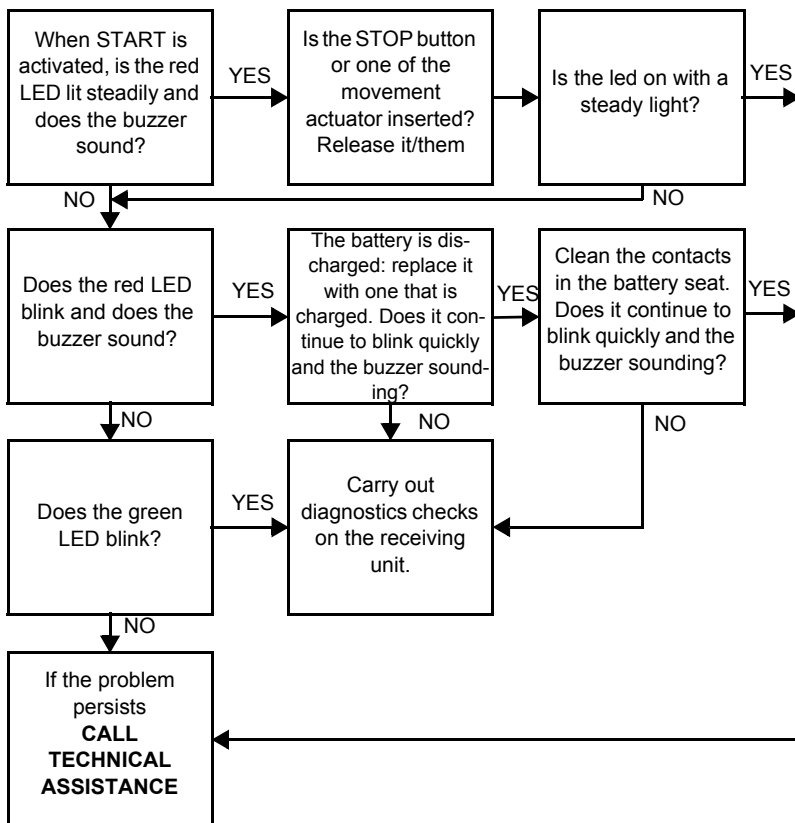 When START is
activated, is the red
LED lit steadily and
does the buzzer
sound?
YES
Is the STOP button
or one of the
movement
actuator inserted?
Release it/them
Is the led on with a
steady light?
YES
NO
NO
Does the red LED
blink and does the
buzzer sound?
YES
The battery is dis-
charged: replace it
with one that is
charged. Does it con-
tinue to blink quickly
and the buzzer sound-
ing?
YES
Clean the contacts
in the battery seat.
Does it continue to
blink quickly and the
buzzer sounding?
YES
NO
NO
NO
Does the green
LED blink?
YES
Carry out
diagnostics checks
on the receiving
unit.
NO
If the problem
persists
CALL
TECHNICAL
ASSISTANCE